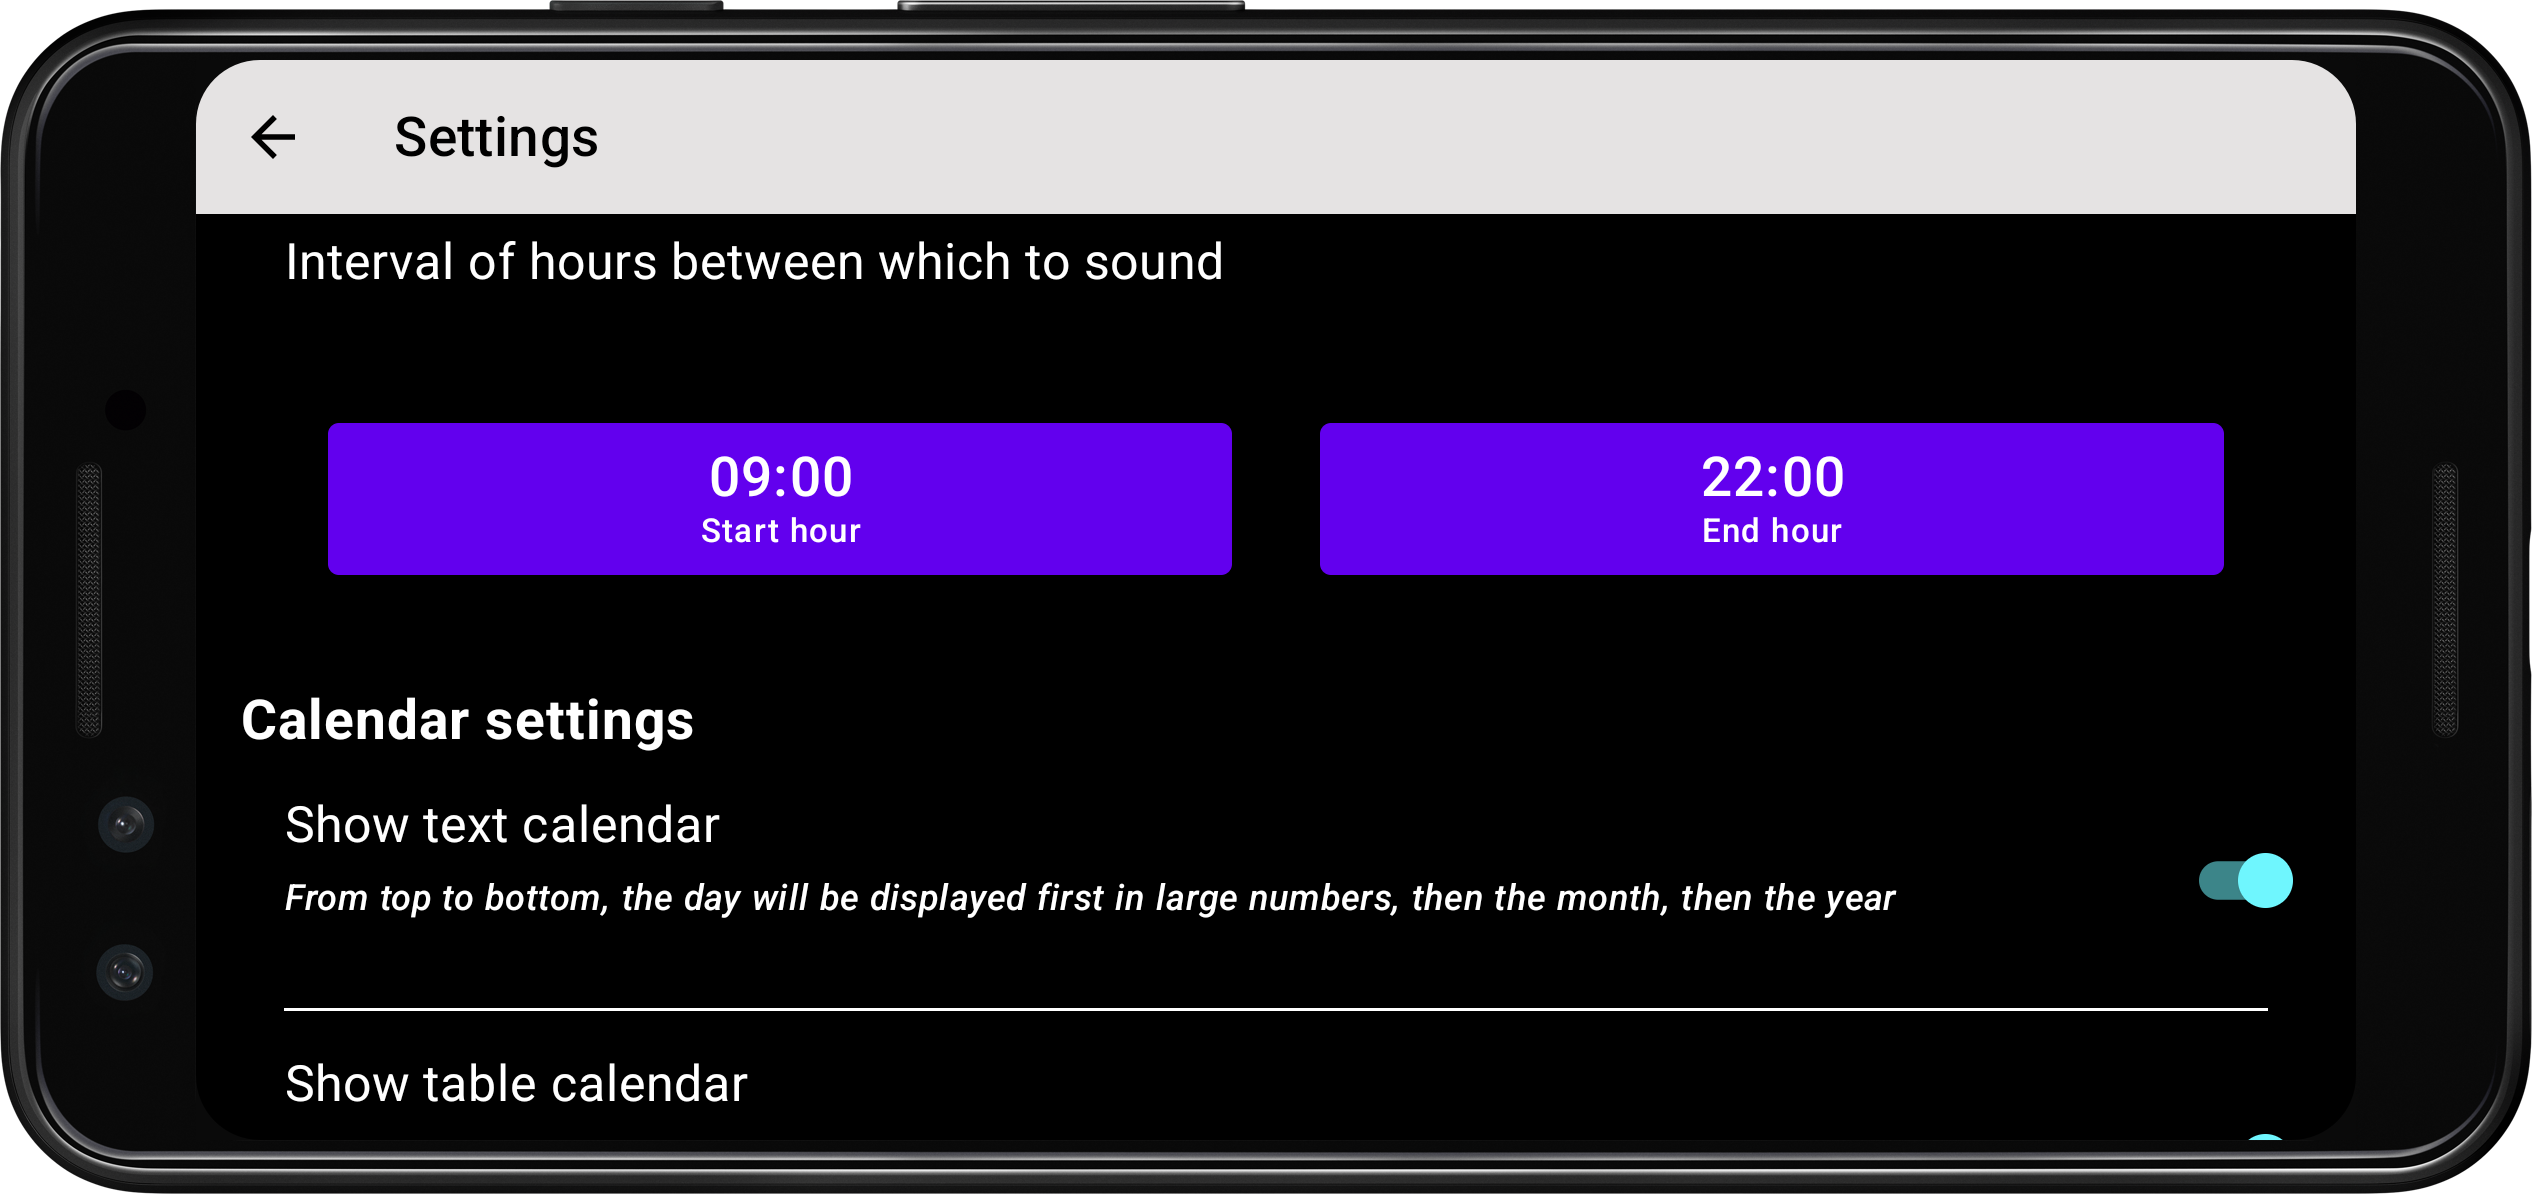 Settings
Interval of hours between which to sound
09:00
Start hour
22:00
End hour
Calendar settings
Show text calendar
From top to bottom, the day will be displayed first in large numbers, then the month, then the year
Show table calendar